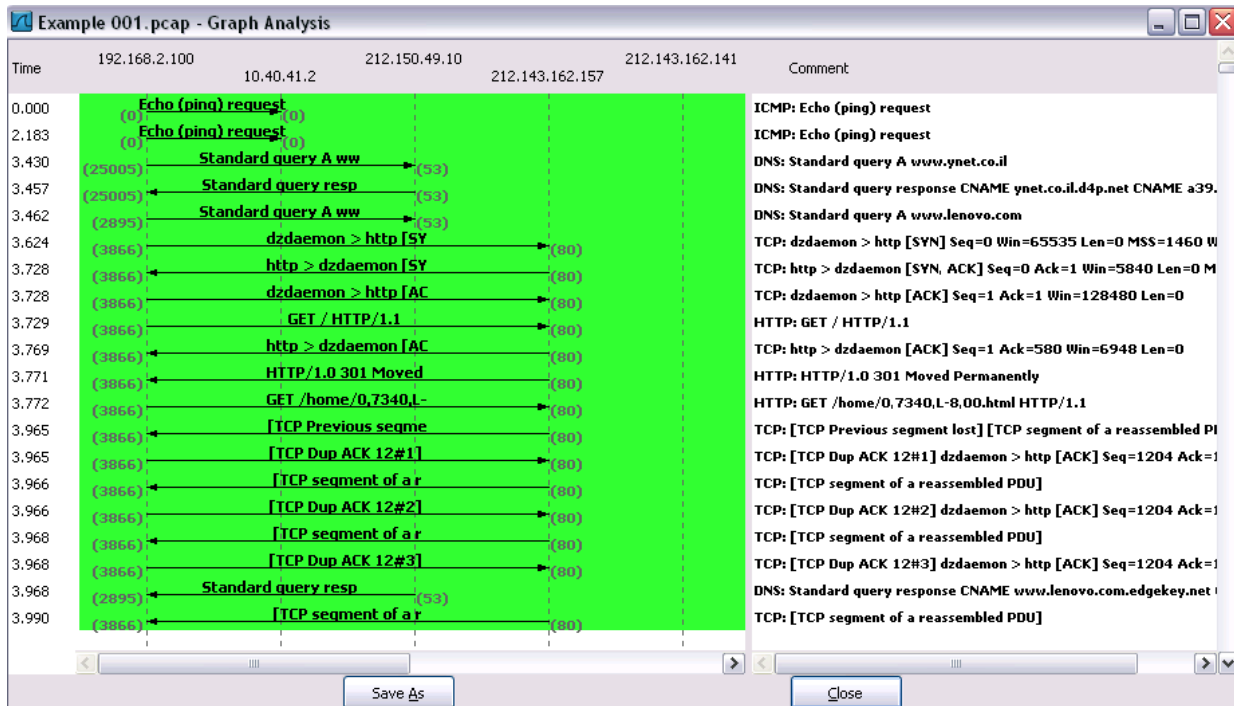 Example 001.pcap - Graph Analysis
Time 192.168.2.100 10.40.41.2 212.150.49.10 212.143.162.157 212.143.162.141 Comment
0.000 Echo (ping) request (0) (0) ICMP: Echo (ping) request
2.183 Echo (ping) request (0) (0) ICMP: Echo (ping) request
3.430 Standard query A ww (25005) (53) DNS: Standard query A www.ynet.co.il
3.457 Standard query resp (25005) (53) DNS: Standard query response CNAME ynet.co.il.d4p.net CNAME a39.
3.462 Standard query A ww (2895) (53) DNS: Standard query A www.lenovo.com
3.624 dzdaemon > http [SY (3866) (80) TCP: dzdaemon > http [SYN] Seq=0 Win=65535 Len=0 MSS=1460 W
3.728 http > dzdaemon [SY (3866) (80) TCP: http > dzdaemon [SYN, ACK] Seq=0 Ack=1 Win=5840 Len=0 M
3.728 dzdaemon > http [AC (3866) (80) TCP: dzdaemon > http [ACK] Seq=1 Ack=1 Win=128480 Len=0
3.729 GET / HTTP/1.1 (3866) (80) HTTP: GET / HTTP/1.1
3.769 http > dzdaemon [AC (3866) (80) TCP: http > dzdaemon [ACK] Seq=1 Ack=580 Win=6948 Len=0
3.771 HTTP/1.0 301 Moved (3866) (80) HTTP: HTTP/1.0 301 Moved Permanently
3.772 GET /home/0,7340,L- (3866) (80) HTTP: GET /home/0,7340,L-8,00.html HTTP/1.1
3.965 [TCP Previous segme (3866) (80) TCP: [TCP Previous segment lost] [TCP segment of a reassembled PI
3.965 [TCP Dup ACK 12#1] (3866) (80) TCP: [TCP Dup ACK 12#1] dzdaemon > http [ACK] Seq=1204 Ack=1
3.966 [TCP segment of a r (3866) (80) TCP: [TCP segment of a reassembled PDU]
3.966 [TCP Dup ACK 12#2] (3866) (80) TCP: [TCP Dup ACK 12#2] dzdaemon > http [ACK] Seq=1204 Ack=1
3.968 [TCP segment of a r (3866) (80) TCP: [TCP segment of a reassembled PDU]
3.968 [TCP Dup ACK 12#3] (3866) (80) TCP: [TCP Dup ACK 12#3] dzdaemon > http [ACK] Seq=1204 Ack=1
3.968 Standard query resp (2895) (53) DNS: Standard query response CNAME www.lenovo.com.edgekey.net
3.990 [TCP segment of a r (3866) (80) TCP: [TCP segment of a reassembled PDU]
Save As Close